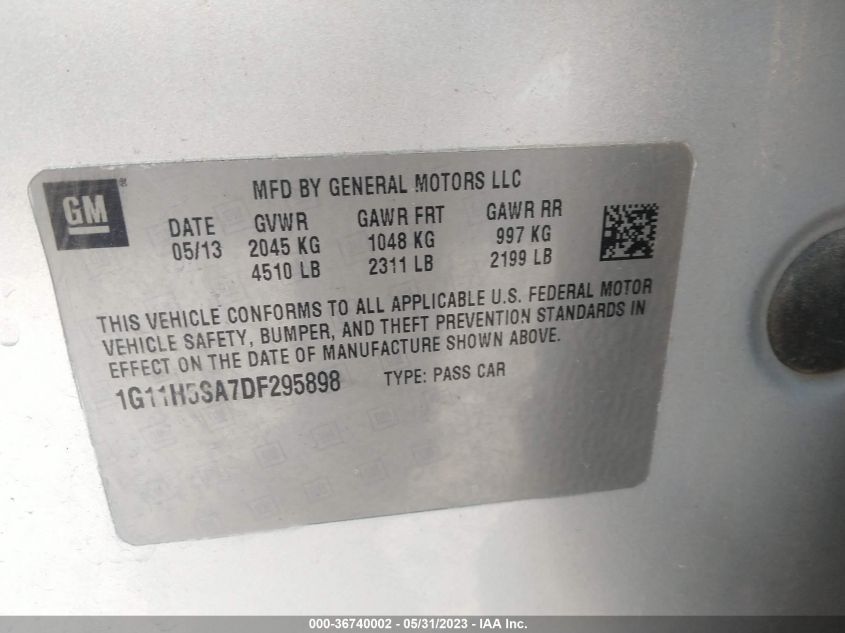 GM
MFD BY GENERAL MOTORS LLC
DATE GVWR GAWR FRT GAWR RR
05/13 2045 KG 1048 KG 997 KG
4510 LB 2311 LB 2199 LB
THIS VEHICLE CONFORMS TO ALL APPLICABLE U.S. FEDERAL MOTOR
VEHICLE SAFETY, BUMPER, AND THEFT PREVENTION STANDARDS IN
EFFECT ON THE DATE OF MANUFACTURE SHOWN ABOVE.
1G11H5SA7DF295898 TYPE: PASS CAR
000-36740002 - 05/31/2023 - IAA Inc.